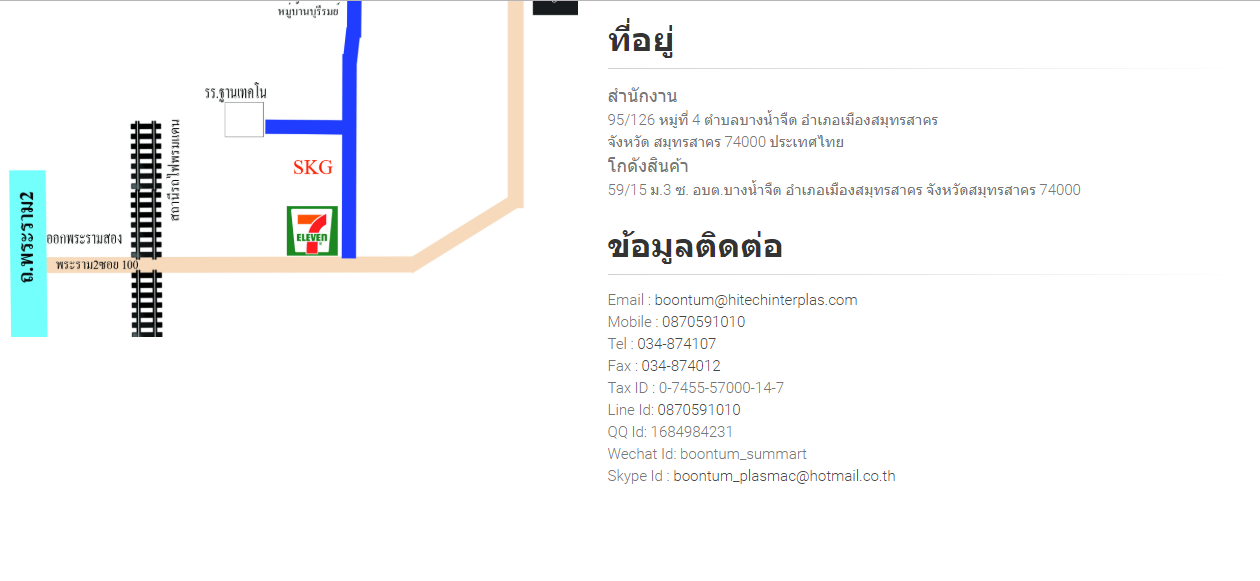 หมู่บ้านบุรีรมย์
รร.ฐานเทคโน
สถานีรถไฟพรมแดน
SKG
7
ELEVEN
ถ.พระราม2
ออกพระรามสอง
พระราม2ซอย 100
ที่อยู่
สำนักงาน
95/126 หมู่ที่ 4 ตำบลบางน้ำจืด อำเภอเมืองสมุทรสาคร
จังหวัด สมุทรสาคร 74000 ประเทศไทย
โกดังสินค้า
59/15 ม.3 ซ. อบต.บางน้ำจืด อำเภอเมืองสมุทรสาคร จังหวัดสมุทรสาคร 74000
ข้อมูลติดต่อ
Email : boontum@hitechinterplas.com
Mobile : 0870591010
Tel : 034-874107
Fax : 034-874012
Tax ID : 0-7455-57000-14-7
Line Id: 0870591010
QQ Id: 1684984231
Wechat Id: boontum_summart
Skype Id : boontum_plasmac@hotmail.co.th